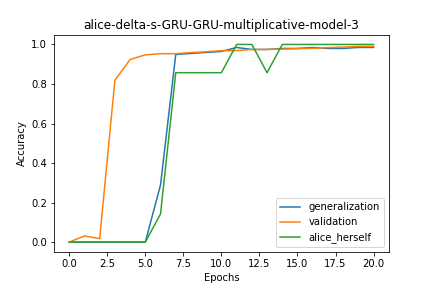 alice-delta-s-GRU-GRU-multiplicative-model-3
1.0
0.8
0.6
0.4
0.2
0.0
Accuracy
generalization
validation
alice_herself
0.0 2.5 5.0 7.5 10.0 12.5 15.0 17.5 20.0
Epochs